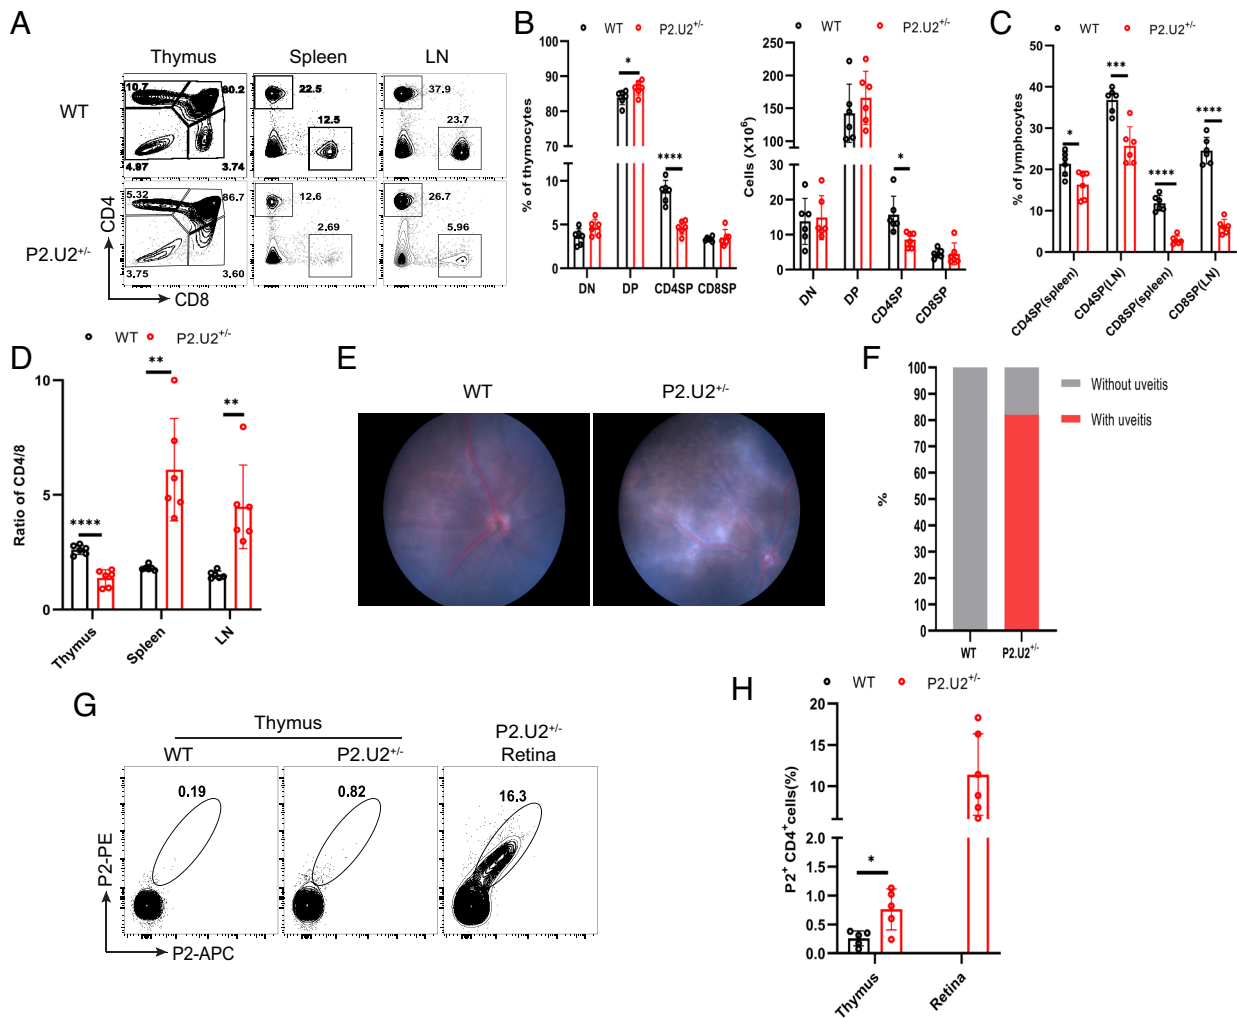 A
Thymus
Spleen
LN
WT
10.7
80.2
4.97
3.74
22.5
12.5
37.9
23.7
P2.U2+/-
5.32
86.7
3.75
3.60
12.6
2.69
26.7
5.96
CD4
CD8
B
WT
P2.U2+/-
% of thymocytes
100
90
80
70
10
5
0
*
****
DN
DP
CD4SP
CD8SP
WT
P2.U2+/-
Cells (X10⁶)
250
200
150
100
30
20
10
0
*
DN
DP
CD4SP
CD8SP
C
WT
P2.U2+/-
% of lymphocytes
50
40
30
20
10
0
*
***
****
****
CD4SP(spleen)
CD4SP(LN)
CD8SP(spleen)
CD8SP(LN)
D
WT
P2.U2+/-
Ratio of CD4/8
10
5
0
****
**
**
Thymus
Spleen
LN
E
WT
P2.U2+/-
F
%
100
90
80
70
60
50
40
30
20
10
0
WT
P2.U2+/-
Without uveitis
With uveitis
G
Thymus
WT
P2.U2+/-
P2.U2+/-
Retina
0.19
0.82
16.3
P2-PE
P2-APC
H
WT
P2.U2+/-
P2+ CD4+cells(%)
20
15
10
2.0
1.5
1.0
0.5
0.0
*
Thymus
Retina